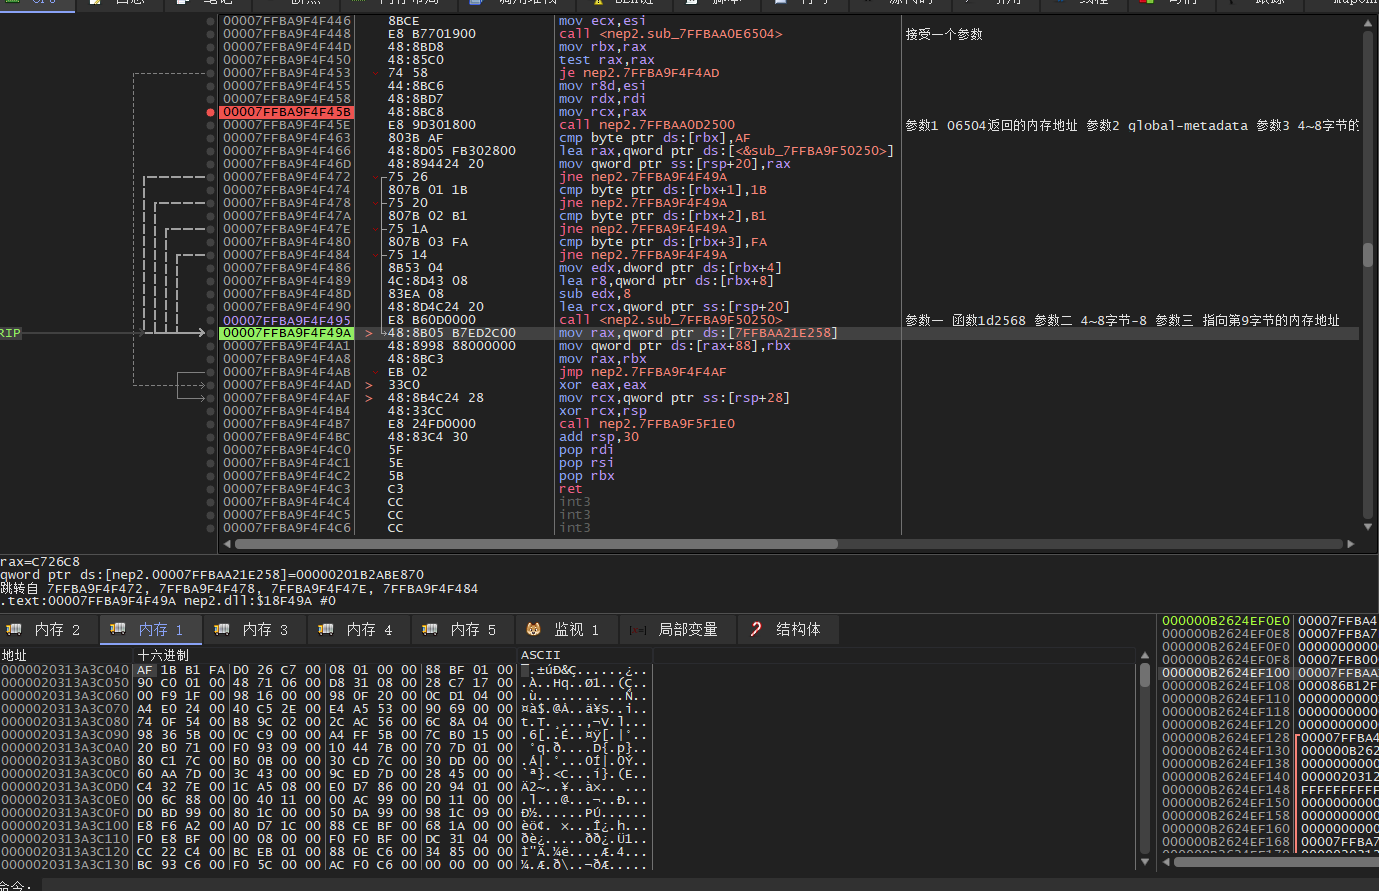 00007FFBA9F4F446 8BCE mov ecx,esi
00007FFBA9F4F448 E8 B7701900 call <nep2.sub_7FFBAA0E6504> 接受一个参数
00007FFBA9F4F44D 48:8BD8 mov rbx,rax
00007FFBA9F4F450 48:85C0 test rax,rax
00007FFBA9F4F453 74 58 je nep2.7FFBA9F4F4AD
00007FFBA9F4F455 44:8BC6 mov r8d,esi
00007FFBA9F4F458 48:8BD7 mov rdx,rdi
00007FFBA9F4F45B 48:8BC8 mov rcx,rax
00007FFBA9F4F45E E8 9D301800 call nep2.7FFBAA0D2500 参数1 06504返回的内存地址 参数2 global-metadata 参数3 4~8字节的
00007FFBA9F4F463 803B AF cmp byte ptr ds:[rbx],AF
00007FFBA9F4F466 48:8D05 FB302800 lea rax,qword ptr ds:[<&sub_7FFBA9F50250>]
00007FFBA9F4F46D 48:894424 20 mov qword ptr ss:[rsp+20],rax
00007FFBA9F4F472 75 26 jne nep2.7FFBA9F4F49A
00007FFBA9F4F474 807B 01 1B cmp byte ptr ds:[rbx+1],1B
00007FFBA9F4F478 75 20 jne nep2.7FFBA9F4F49A
00007FFBA9F4F47A 807B 02 B1 cmp byte ptr ds:[rbx+2],B1
00007FFBA9F4F47E 75 1A jne nep2.7FFBA9F4F49A
00007FFBA9F4F480 807B 03 FA cmp byte ptr ds:[rbx+3],FA
00007FFBA9F4F484 75 14 jne nep2.7FFBA9F4F49A
00007FFBA9F4F486 8B53 04 mov edx,dword ptr ds:[rbx+4]
00007FFBA9F4F489 4C:8D43 08 lea r8,qword ptr ds:[rbx+8]
00007FFBA9F4F48D 83EA 08 sub edx,8
00007FFBA9F4F490 48:8D4C24 20 lea rcx,qword ptr ss:[rsp+20]
00007FFBA9F4F495 E8 B60D0000 call <nep2.sub_7FFBA9F50250> 参数一 函数1d2568 参数二 4~8字节-8 参数三 指向第9字节的内存地址
RIP 00007FFBA9F4F49A > 48:8B05 B7ED2C00 mov rax,qword ptr ds:[7FFBAA21E258]
00007FFBA9F4F4A1 48:8998 88000000 mov qword ptr ds:[rax+88],rbx
00007FFBA9F4F4A8 48:8BC3 mov rax,rbx
00007FFBA9F4F4AB EB 02 jmp nep2.7FFBA9F4F4AF
00007FFBA9F4F4AD > 33C0 xor eax,eax
00007FFBA9F4F4AF > 48:8B4C24 28 mov rcx,qword ptr ss:[rsp+28]
00007FFBA9F4F4B4 48:33CC xor rcx,rsp
00007FFBA9F4F4B7 E8 24FD0000 call nep2.7FFBA9F5F1E0
00007FFBA9F4F4BC 48:83C4 30 add rsp,30
00007FFBA9F4F4C0 5F pop rdi
00007FFBA9F4F4C1 5E pop rsi
00007FFBA9F4F4C2 5B pop rbx
00007FFBA9F4F4C3 C3 ret
00007FFBA9F4F4C4 CC int3
00007FFBA9F4F4C5 CC int3
00007FFBA9F4F4C6 CC int3
rax=C726C8
qword ptr ds:[nep2.00007FFBAA21E258]=00000201B2ABE870
跳转自 7FFBA9F4F472, 7FFBA9F4F478, 7FFBA9F4F47E, 7FFBA9F4F484
.text:00007FFBA9F4F49A nep2.dll:$18F49A #0
内存 2 内存 1 内存 3 内存 4 内存 5 监视 1 局部变量 结构体
地址 十六进制 ASCII
0000020313A3C040 AF 1B B1 FA D0 26 C7 00 08 01 00 00 88 BF 01 00
0000020313A3C050 90 C0 01 00 48 71 06 00 D8 31 08 00 28 C7 17 00
0000020313A3C060 00 F9 1F 00 98 16 00 00 98 0F 20 00 0C D1 04 00
0000020313A3C070 A4 E0 24 00 40 C5 2E 00 E4 A5 53 00 90 69 00 00
0000020313A3C080 74 0F 54 00 B8 9C 02 00 2C AC 56 00 6C 8A 04 00
0000020313A3C090 98 36 5B 00 0C C9 00 00 A4 FF 5B 00 7C B0 15 00
0000020313A3C0A0 20 B0 71 00 F0 93 09 00 10 44 7B 00 70 7D 01 00
0000020313A3C0B0 80 C1 7C 00 B0 0B 00 00 30 CD 7C 00 30 DD 00 00
0000020313A3C0C0 60 AA 7D 00 3C 43 00 00 9C ED 7D 00 28 45 00 00
0000020313A3C0D0 C4 32 7E 00 1C A5 08 00 E0 D7 86 00 20 94 01 00
0000020313A3C0E0 00 6C 88 00 00 40 11 00 00 AC 99 00 D0 11 00 00
0000020313A3C0F0 D0 BD 99 00 80 1C 00 00 50 DA 99 00 98 1C 09 00
0000020313A3C100 E8 F6 A2 00 A0 D7 1C 00 88 CE BF 00 68 1A 00 00
0000020313A3C110 F0 E8 BF 00 00 08 00 00 F0 F0 BF 00 DC 31 04 00
0000020313A3C120 CC 22 C4 00 BC EB 01 00 88 0E C6 00 34 85 00 00
0000020313A3C130 BC 93 C6 00 F0 5C 00 00 AC F0 C6 00 00 00 00 00
000000B2624EF0E0 00007FFBA4
000000B2624EF0E8 00007FFBA7
000000B2624EF0F0 0000000000
000000B2624EF0F8 00007FFB00
000000B2624EF100 00007FFBAA
000000B2624EF108 000086B12F
000000B2624EF110 0000000000
000000B2624EF118 0000000000
000000B2624EF120 0000000000
000000B2624EF128 00007FFBA4
000000B2624EF130 000000B262
000000B2624EF138 0000000000
000000B2624EF140 0000020312
000000B2624EF148 FFFFFFFFFF
000000B2624EF150 0000000000
000000B2624EF158 0000000000
000000B2624EF160 0000000000
000000B2624EF168 00007FFBA7
命令: